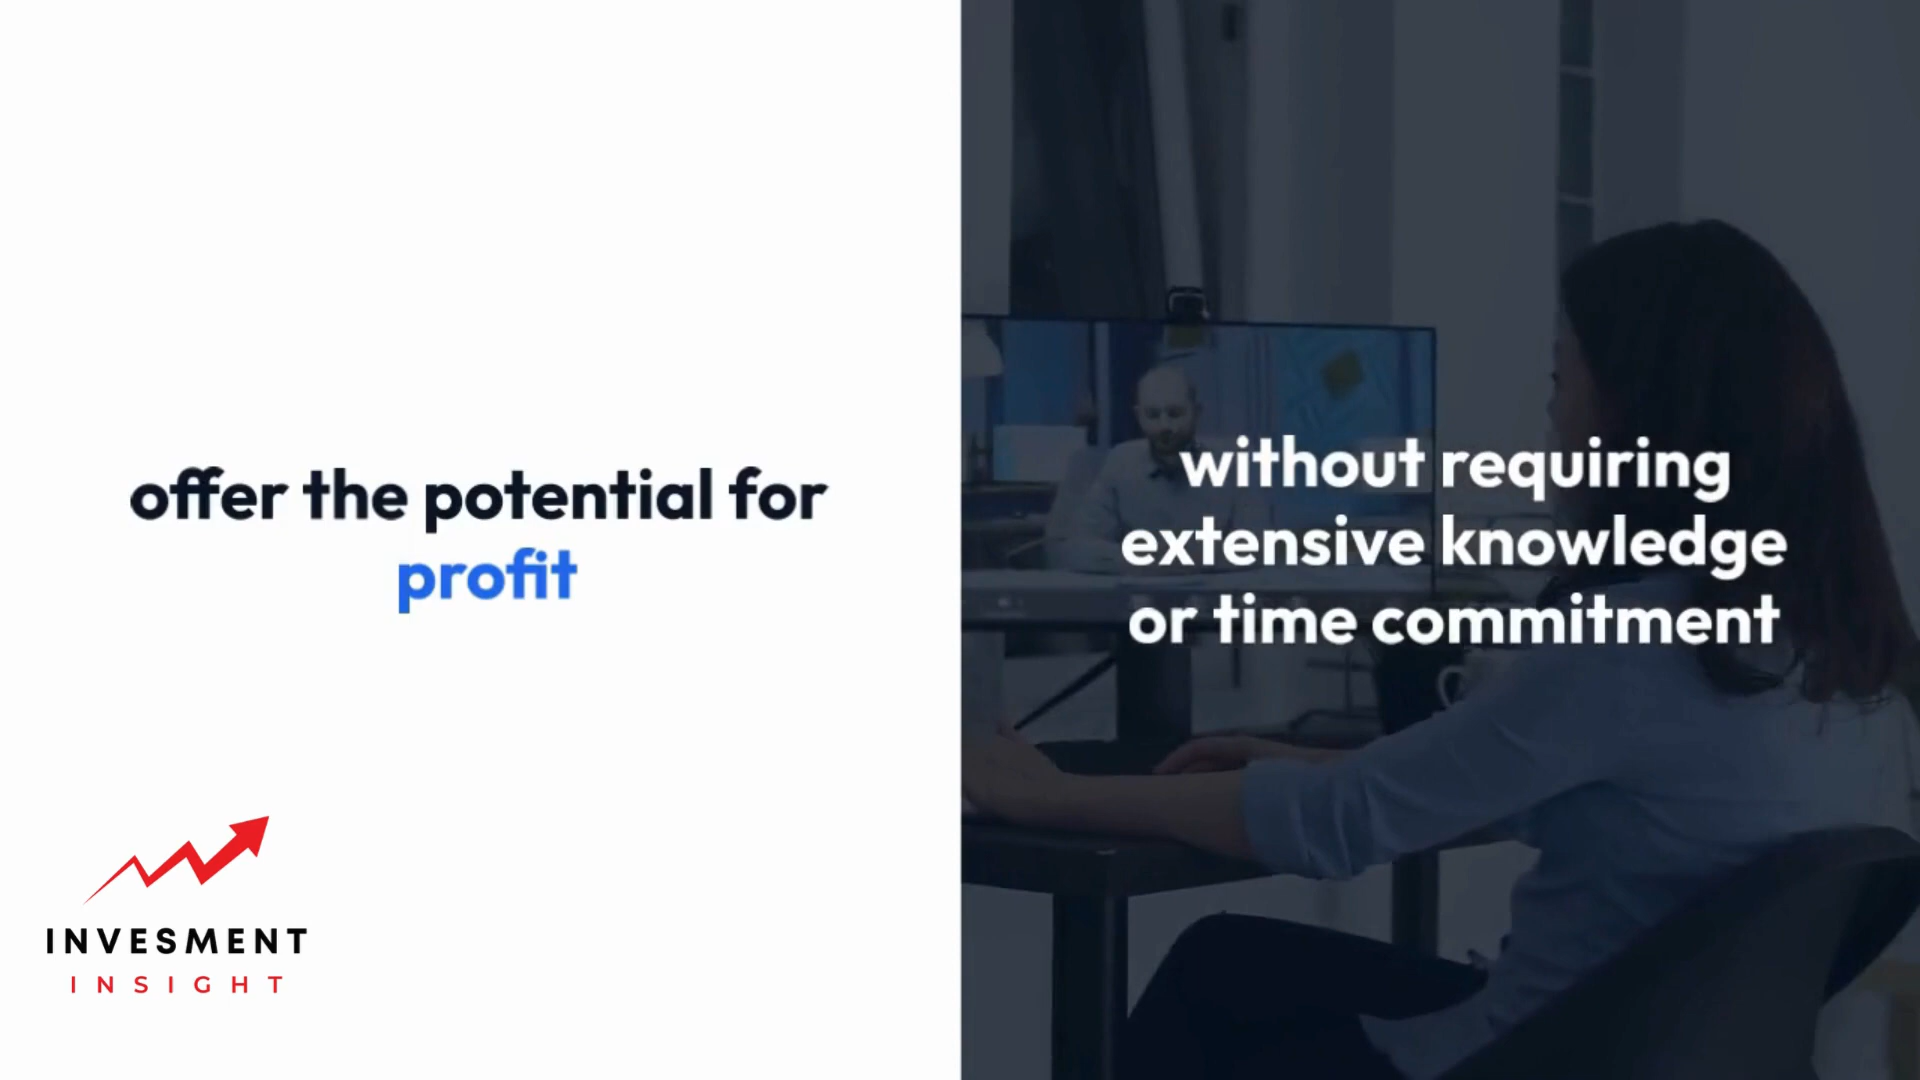 offer the potential for
profit
without requiring
extensive knowledge
or time commitment
INVESMENT
INSIGHT